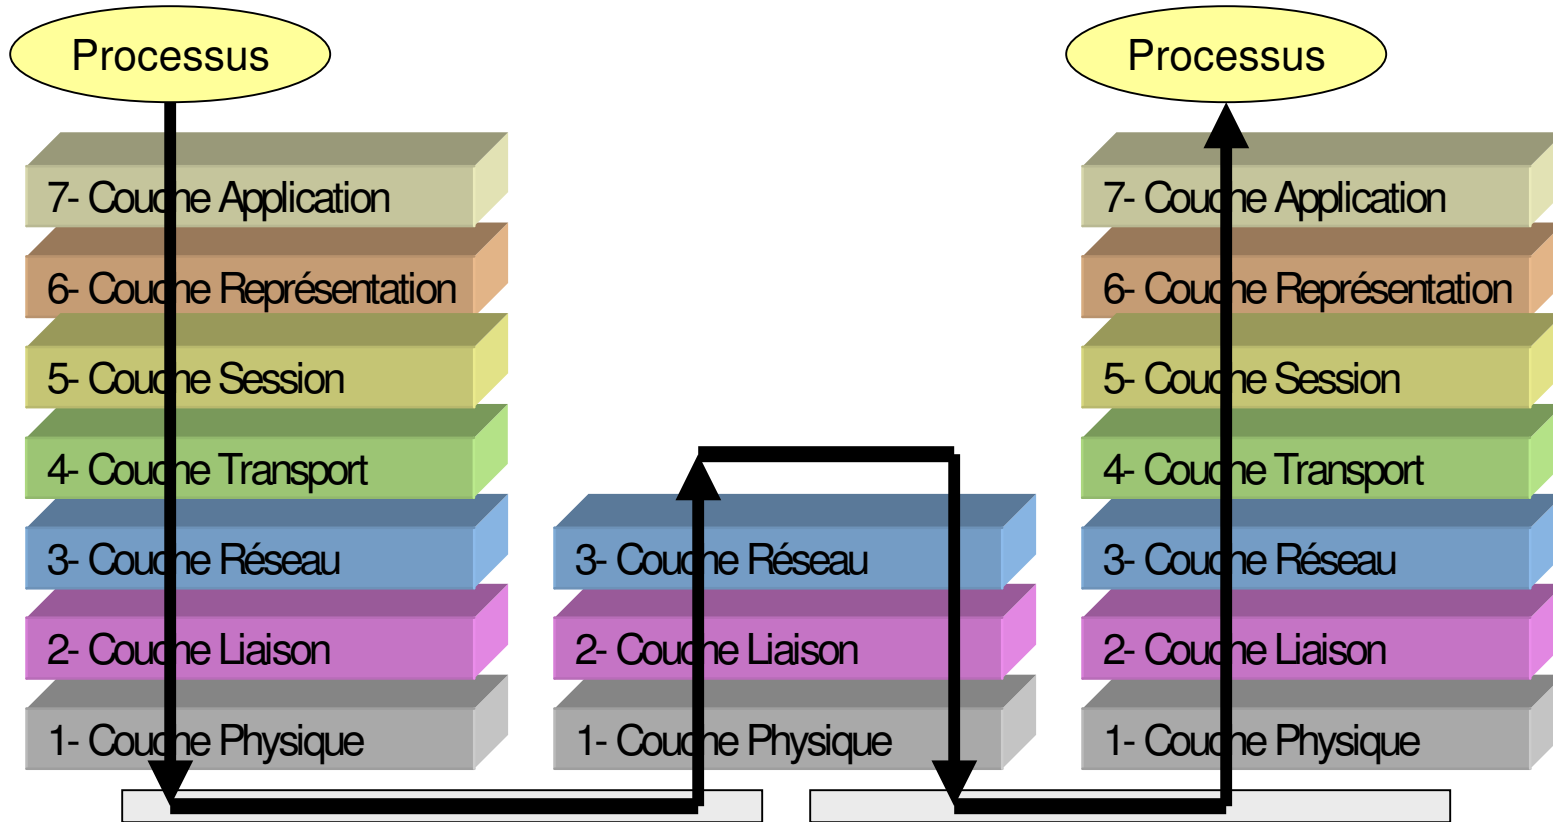 Processus
7- Couche Application
6- Couche Représentation
5- Couche Session
4- Couche Transport
3- Couche Réseau
2- Couche Liaison
1- Couche Physique
3- Couche Réseau
2- Couche Liaison
1- Couche Physique
Processus
7- Couche Application
6- Couche Représentation
5- Couche Session
4- Couche Transport
3- Couche Réseau
2- Couche Liaison
1- Couche Physique